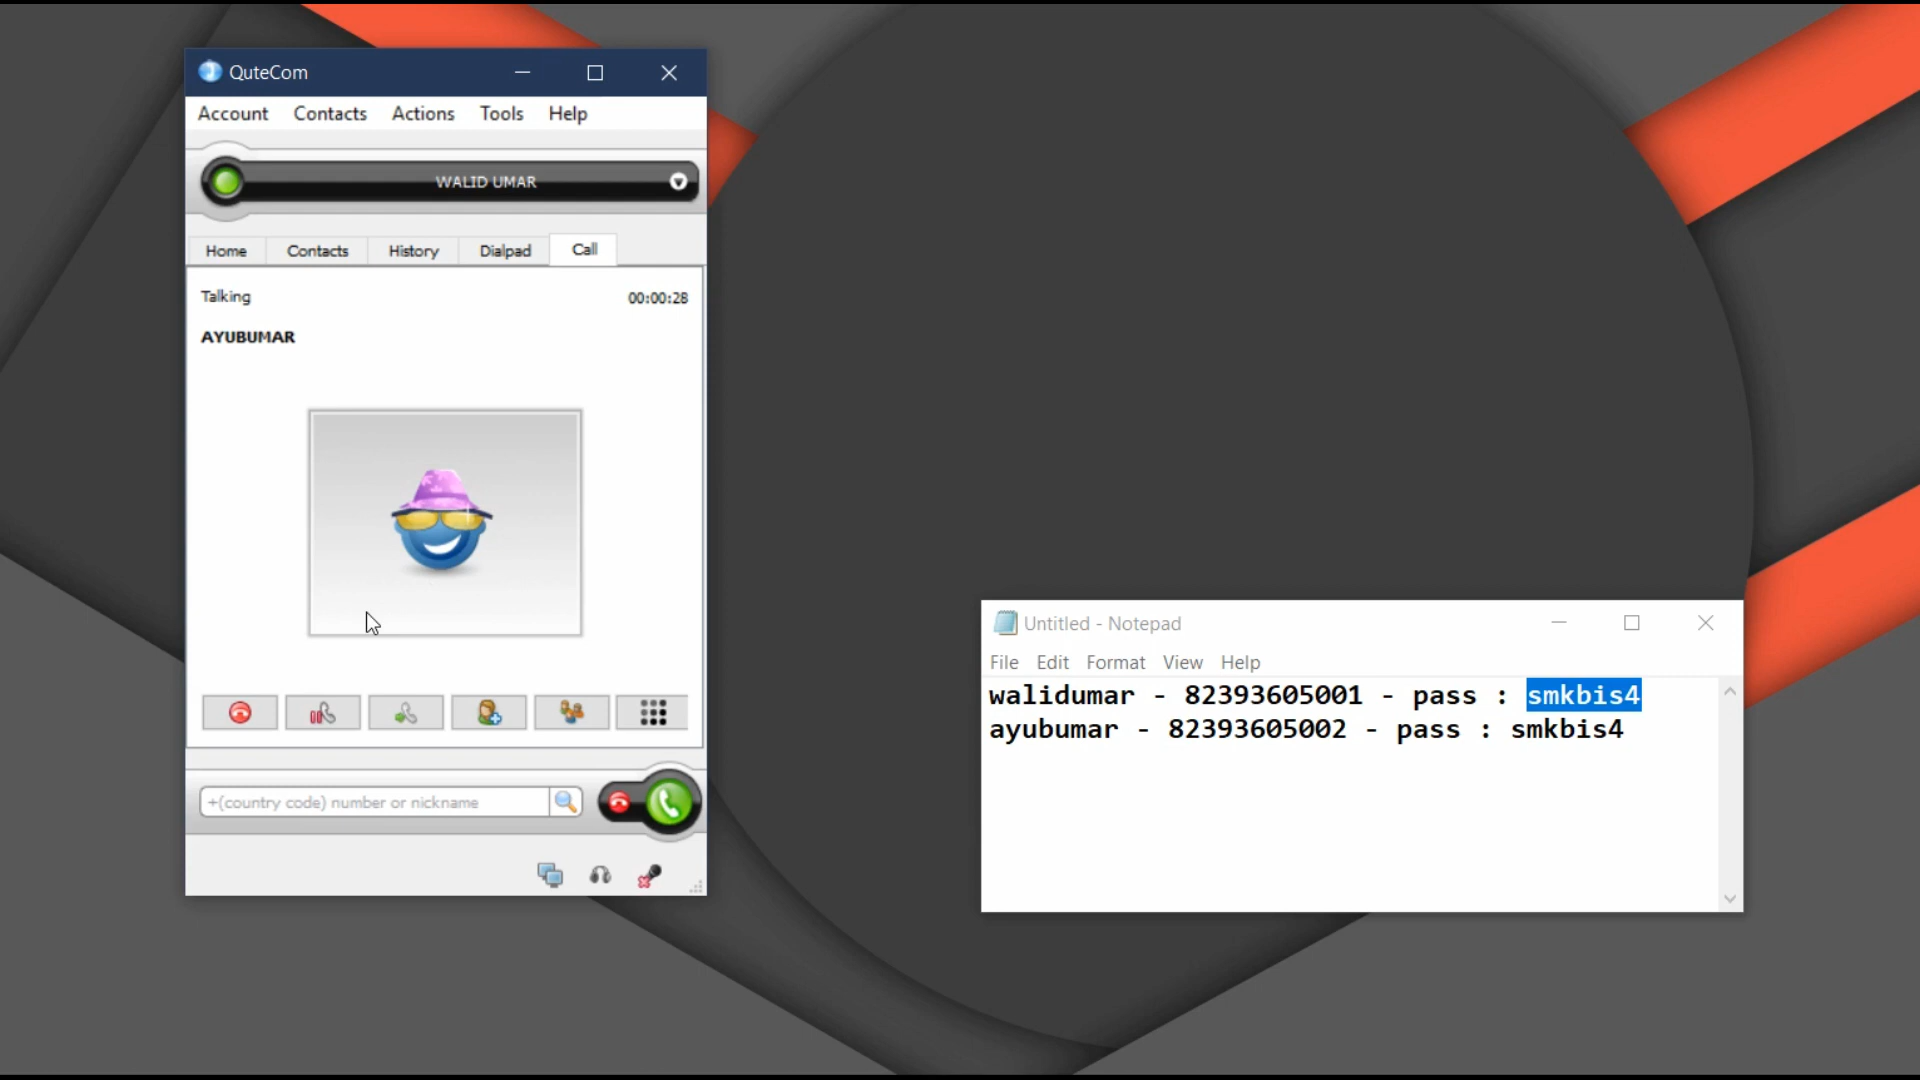 QuteCom
Account Contacts Actions Tools Help
WALID UMAR
Home Contacts History Dialpad Call
Talking 00:00:28
AYUBUMAR
+(country code) number or nickname
Untitled - Notepad
File Edit Format View Help
walidumar - 82393605001 - pass : smkbis4
ayubumar - 82393605002 - pass : smkbis4